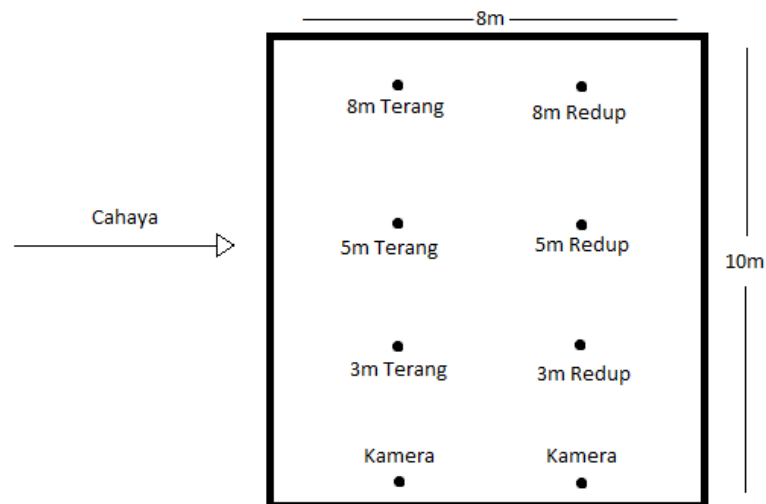 8m
8m Terang
8m Redup
Cahaya
5m Terang
5m Redup
10m
3m Terang
3m Redup
Kamera
Kamera